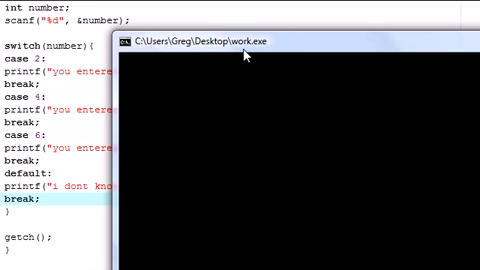 int number;
scanf("%d", &number);
switch(number){
C:\Users\Greg\Desktop\work.exe
case 2:
printf("you entere
break;
case 4:
printf("you entere
break;
case 6:
printf("you entere
break;
default:
printf("i dont kno
break;
}
getch();
}